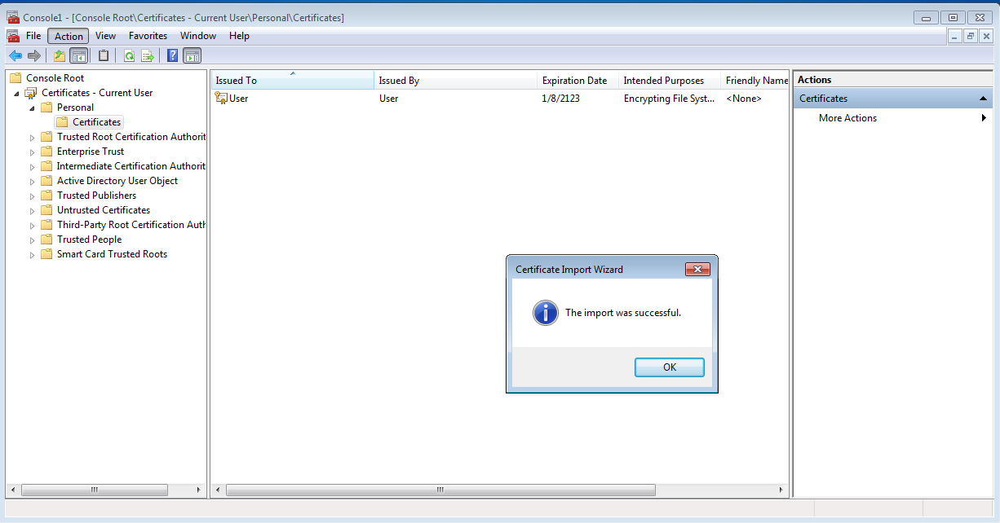 Console1 - [Console Root\Certificates - Current User\Personal\Certificates]
File Action View Favorites Window Help
Console Root
Certificates - Current User
Personal
Certificates
Trusted Root Certification Authorit
Enterprise Trust
Intermediate Certification Authorit
Active Directory User Object
Trusted Publishers
Untrusted Certificates
Third-Party Root Certification Auth
Trusted People
Smart Card Trusted Roots
Issued To Issued By Expiration Date Intended Purposes Friendly Name
User User 1/8/2123 Encrypting File Syst... <None>
Certificate Import Wizard
The import was successful.
OK
Actions
Certificates
More Actions